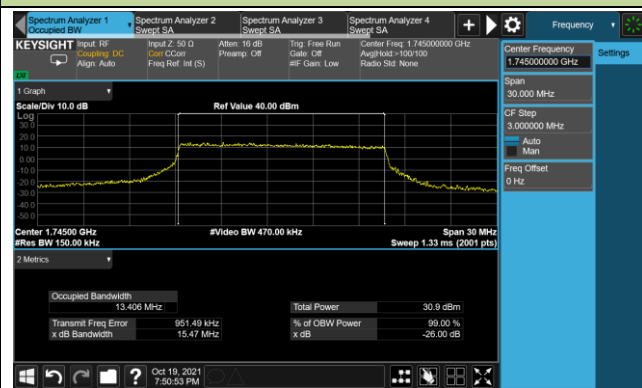 Spectrum Analyzer 1
Occupied BW
Spectrum Analyzer 2
Swept SA
Spectrum Analyzer 3
Swept SA
Spectrum Analyzer 4
Swept SA
+
Frequency
KEYSIGHT
Input: RF
Coupling: DC
Align: Auto
Input Z: 50 Ω
Corr CCorr
Freq Ref: Int (S)
Atten: 16 dB
Preamp: Off
Trig: Free Run
Gate: Off
#IF Gain: Low
Center Freq: 1.745000000 GHz
Avg|Hold:>100/100
Radio Std: None
Center Frequency
1.745000000 GHz
Settings
Span
30.000 MHz
CF Step
3.000000 MHz
Auto
Man
Freq Offset
0 Hz
1 Graph
Scale/Div 10.0 dB
Ref Value 40.00 dBm
Log
30.0
20.0
10.0
0.00
-10.0
-20.0
-30.0
-40.0
-50.0
Center 1.74500 GHz
#Video BW 470.00 kHz
Span 30 MHz
#Res BW 150.00 kHz
Sweep 1.33 ms (2001 pts)
2 Metrics
Occupied Bandwidth
13.406 MHz
Total Power
30.9 dBm
Transmit Freq Error
951.49 kHz
% of OBW Power
99.00 %
x dB Bandwidth
15.47 MHz
x dB
-26.00 dB
?
Oct 19, 2021
7:50:53 PM